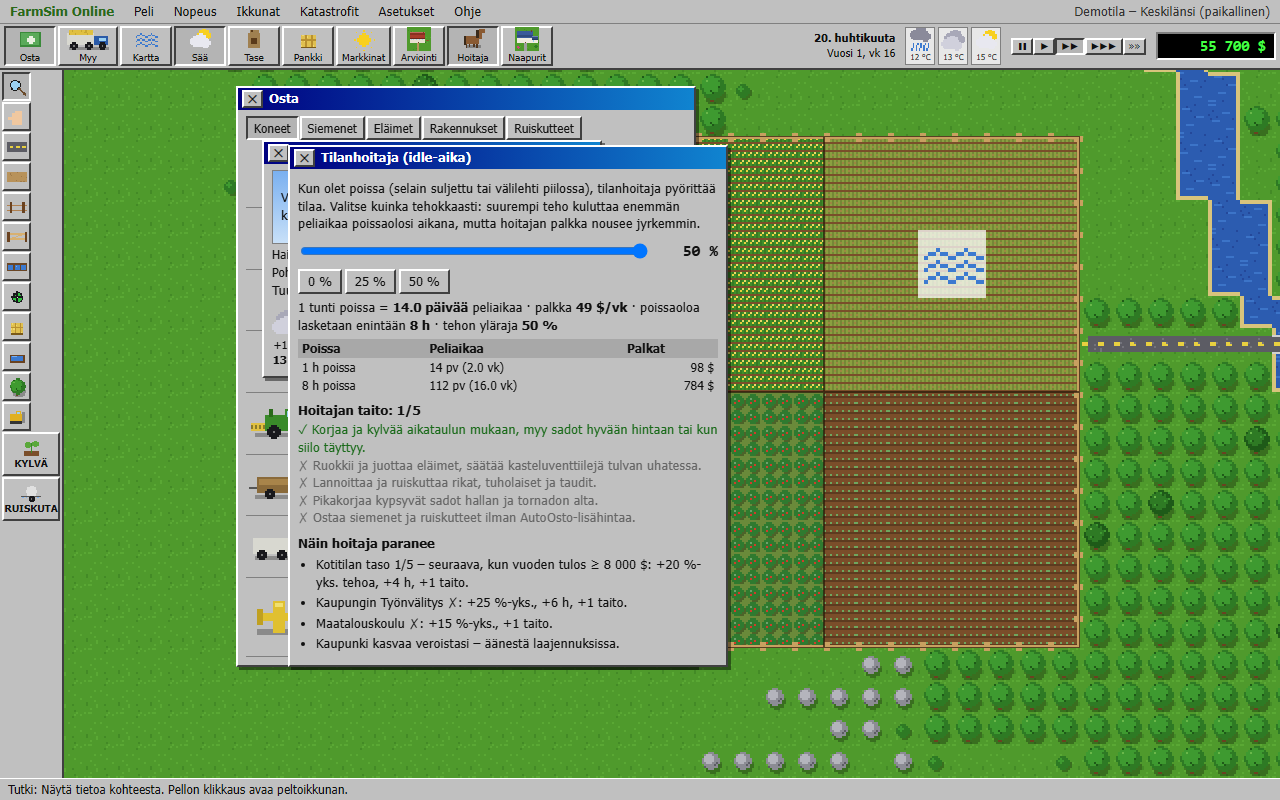 FarmSim Online Peli Nopeus Ikkunat Katastrofit Asetukset Ohje Demotila – Keskilänsi (paikallinen)
Osta Myy Kartta Sää Tase Pankki Markkinat Arviointi Hoitaja Naapurit
20. huhtikuuta
Vuosi 1, vk 16
12 °C 13 °C 15 °C
55 700 $
Osta
Koneet Siemenet Eläimet Rakennukset Ruiskutteet
Tilanhoitaja (idle-aika)
Kun olet poissa (selain suljettu tai välilehti piilossa), tilanhoitaja pyörittää
tilaa. Valitse kuinka tehokkaasti: suurempi teho kuluttaa enemmän
peliaikaa poissaolosi aikana, mutta hoitajan palkka nousee jyrkemmin.
50 %
0 % 25 % 50 %
1 tunti poissa = 14.0 päivää peliaikaa · palkka 49 $/vk · poissaoloa
lasketaan enintään 8 h · tehon yläraja 50 %
Poissa Peliaikaa Palkat
1 h poissa 14 pv (2.0 vk) 98 $
8 h poissa 112 pv (16.0 vk) 784 $
Hoitajan taito: 1/5
✓ Korjaa ja kylvää aikataulun mukaan, myy sadot hyvään hintaan tai kun
siilo täyttyy.
✗ Ruokkii ja juottaa eläimet, säätää kasteluventtiilejä tulvan uhatessa.
✗ Lannoittaa ja ruiskuttaa rikat, tuholaiset ja taudit.
✗ Pikakorjaa kypsyvät sadot hallan ja tornadon alta.
✗ Ostaa siemenet ja ruiskutteet ilman AutoOsto-lisähintaa.
Näin hoitaja paranee
• Kotitilan taso 1/5 – seuraava, kun vuoden tulos ≥ 8 000 $: +20 %-
yks. tehoa, +4 h, +1 taito.
• Kaupungin Työnvälitys ✗: +25 %-yks., +6 h, +1 taito.
• Maatalouskoulu ✗: +15 %-yks., +1 taito.
• Kaupunki kasvaa veroistasi – äänestä laajennuksissa.
KYLVÄ
RUISKUTA
Tutki: Näytä tietoa kohteesta. Pellon klikkaus avaa peltoikkunan.